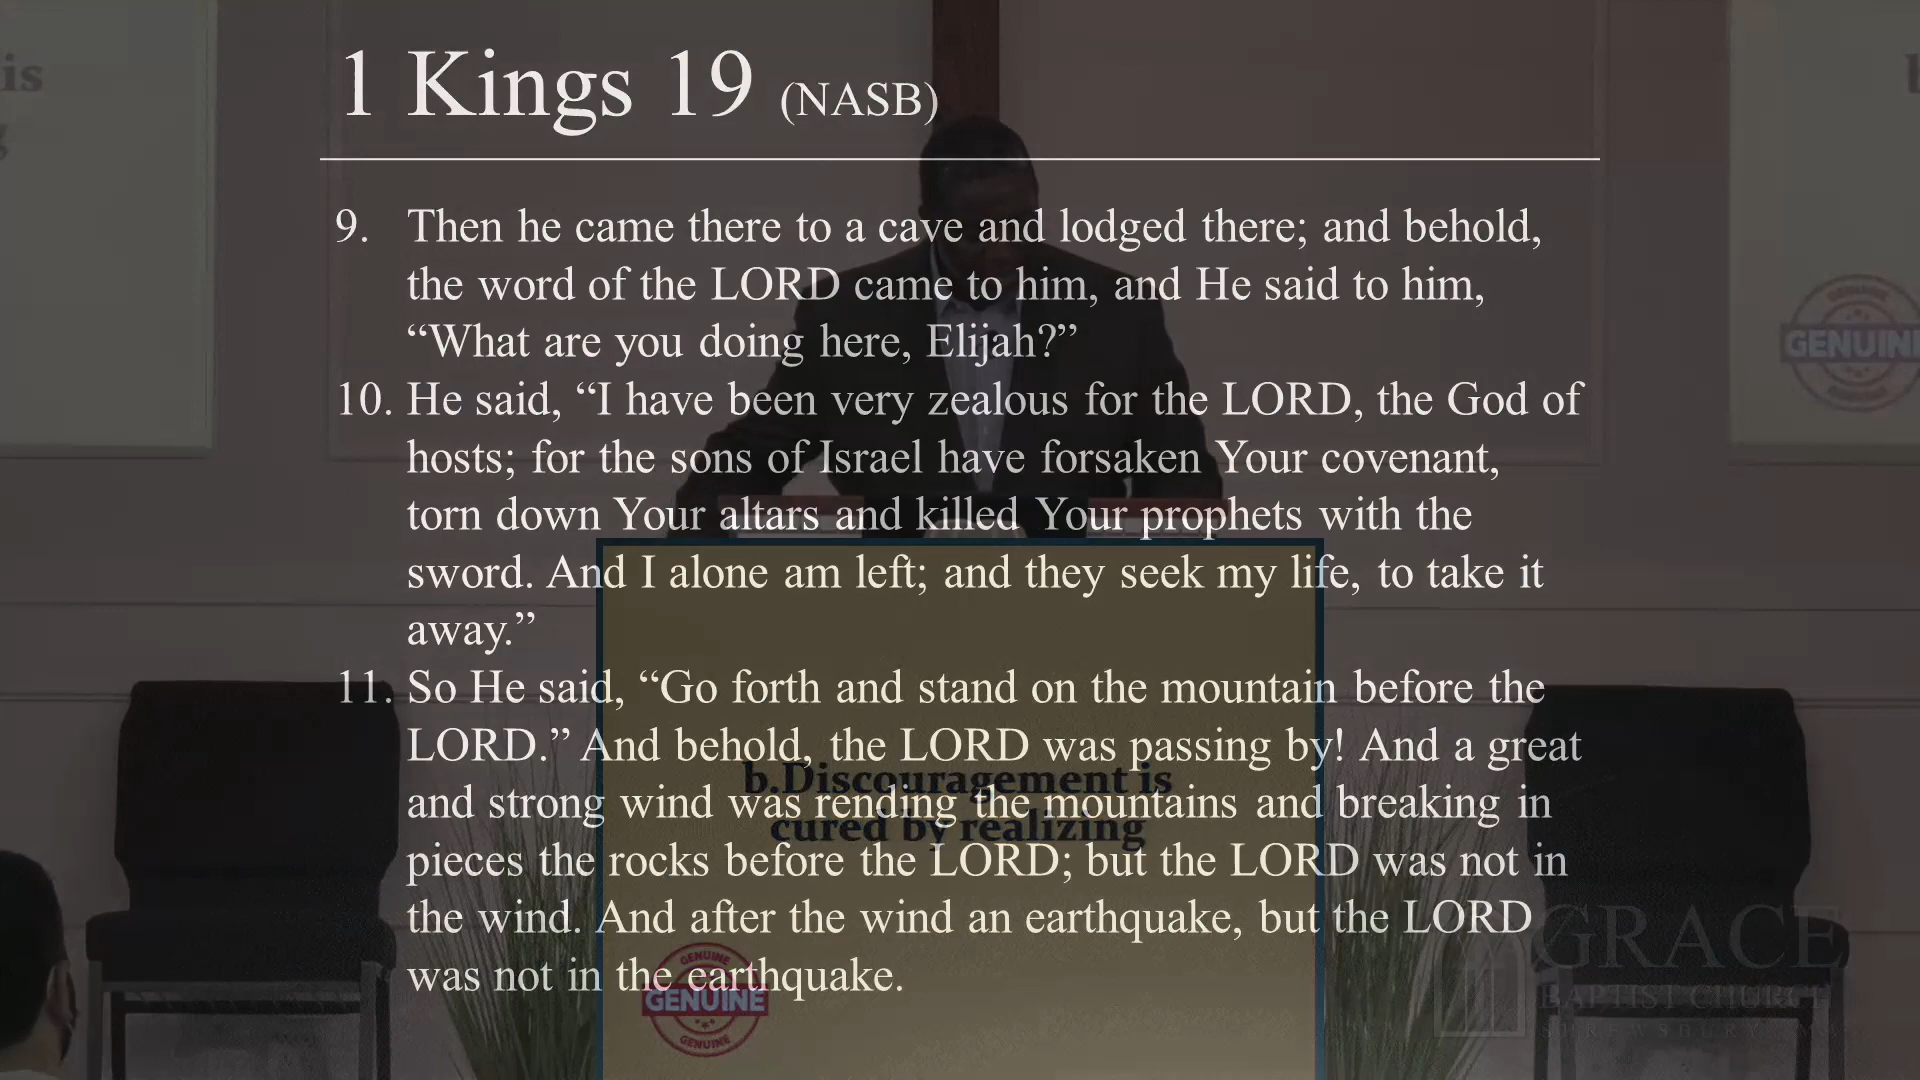 1 Kings 19 (NASB)
9. Then he came there to a cave and lodged there; and behold,
the word of the LORD came to him, and He said to him,
“What are you doing here, Elijah?”
10. He said, “I have been very zealous for the LORD, the God of
hosts; for the sons of Israel have forsaken Your covenant,
torn down Your altars and killed Your prophets with the
sword. And I alone am left; and they seek my life, to take it
away.”
11. So He said, “Go forth and stand on the mountain before the
LORD.” And behold, the LORD was passing by! And a great
and strong wind was rending the mountains and breaking in
pieces the rocks before the LORD; but the LORD was not in
the wind. And after the wind an earthquake, but the LORD
was not in the earthquake.
is
b.Discouragement is
cured by realizing
GENUINE
GENUINE
GENUINE
GENUINE
GRACE
BAPTIST CHURCH